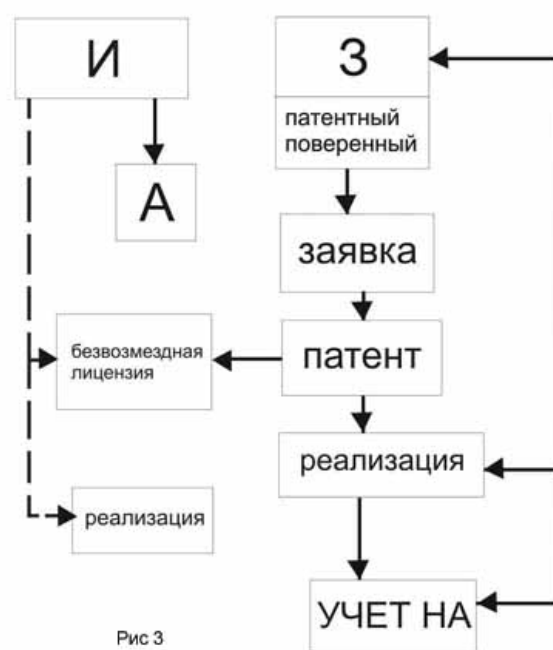 И
З
патентный
поверенный
А
заявка
безвозмездная
лицензия
патент
реализация
реализация
УЧЕТ НА
Рис 3